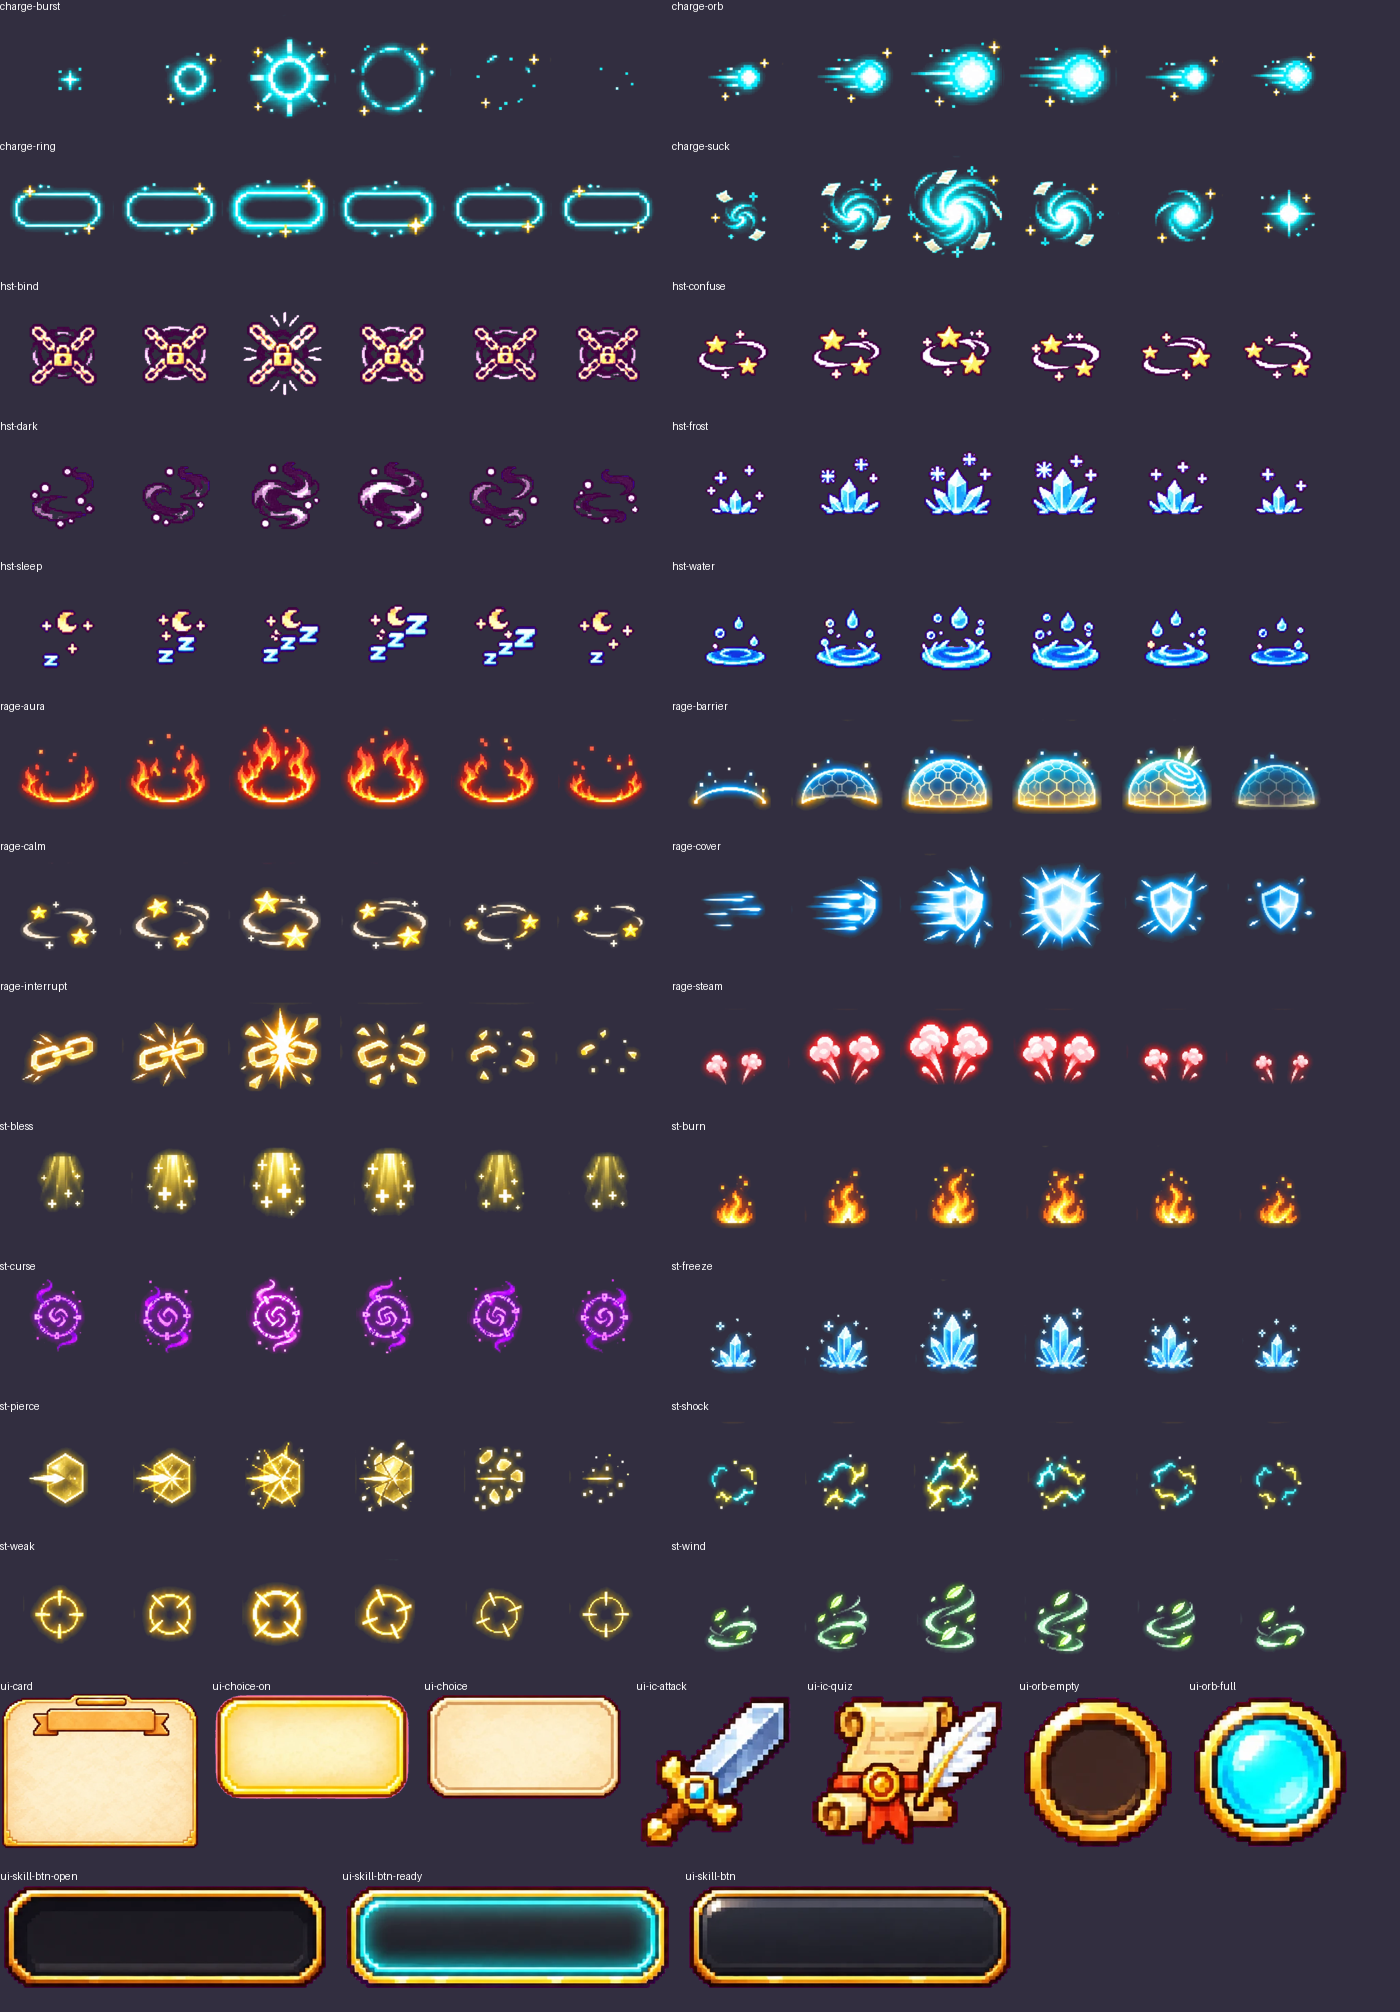 charge-burst
charge-orb
charge-ring
charge-suck
hst-bind
hst-confuse
hst-dark
hst-frost
hst-sleep
hst-water
rage-aura
rage-barrier
rage-calm
rage-cover
rage-interrupt
rage-steam
st-bless
st-burn
st-curse
st-freeze
st-pierce
st-shock
st-weak
st-wind
ui-card
ui-choice-on
ui-choice
ui-ic-attack
ui-ic-quiz
ui-orb-empty
ui-orb-full
ui-skill-btn-open
ui-skill-btn-ready
ui-skill-btn